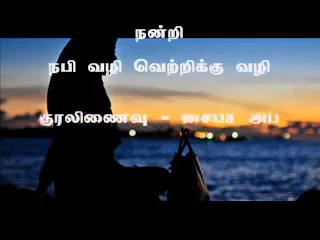 நன்றி
நபி வழி வெற்றிக்கு வழி
குரலிணைவு -